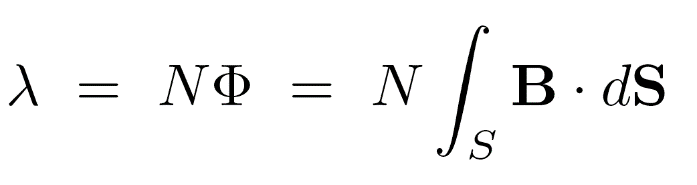 λ = NΦ = N ∫_S B · dS